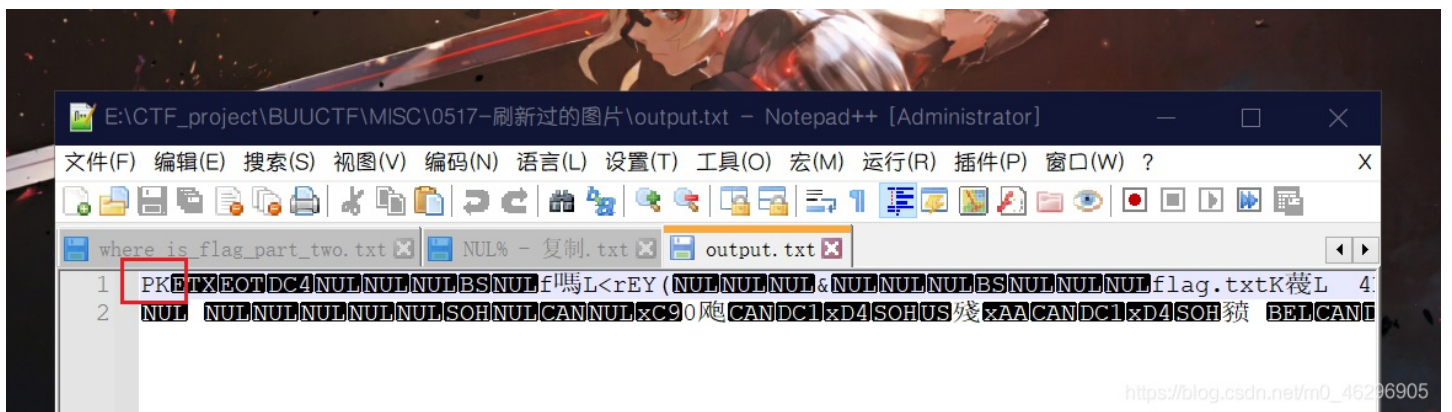 E:\CTF_project\BUUCTF\MISC\0517-刷新过的图片\output.txt - Notepad++ [Administrator]
文件(F) 编辑(E) 搜索(S) 视图(V) 编码(N) 语言(L) 设置(T) 工具(O) 宏(M) 运行(R) 插件(P) 窗口(W) ? X
where_is_flag_part_two.txt NUL% - 复制.txt output.txt
1 PKETXEOTDC4NULNULNULBSNULf嘕L<rEY(NULNULNUL&NULNULNULBSNULNULNULflag.txtK薎L 4
2 NUL NULNULNULNULNULSOHNULCANNULxC90飑CANDC1xD4SOHUS殘xAACANDC1xD4SOH BELCAN
https://blog.csdn.net/m0_46296905